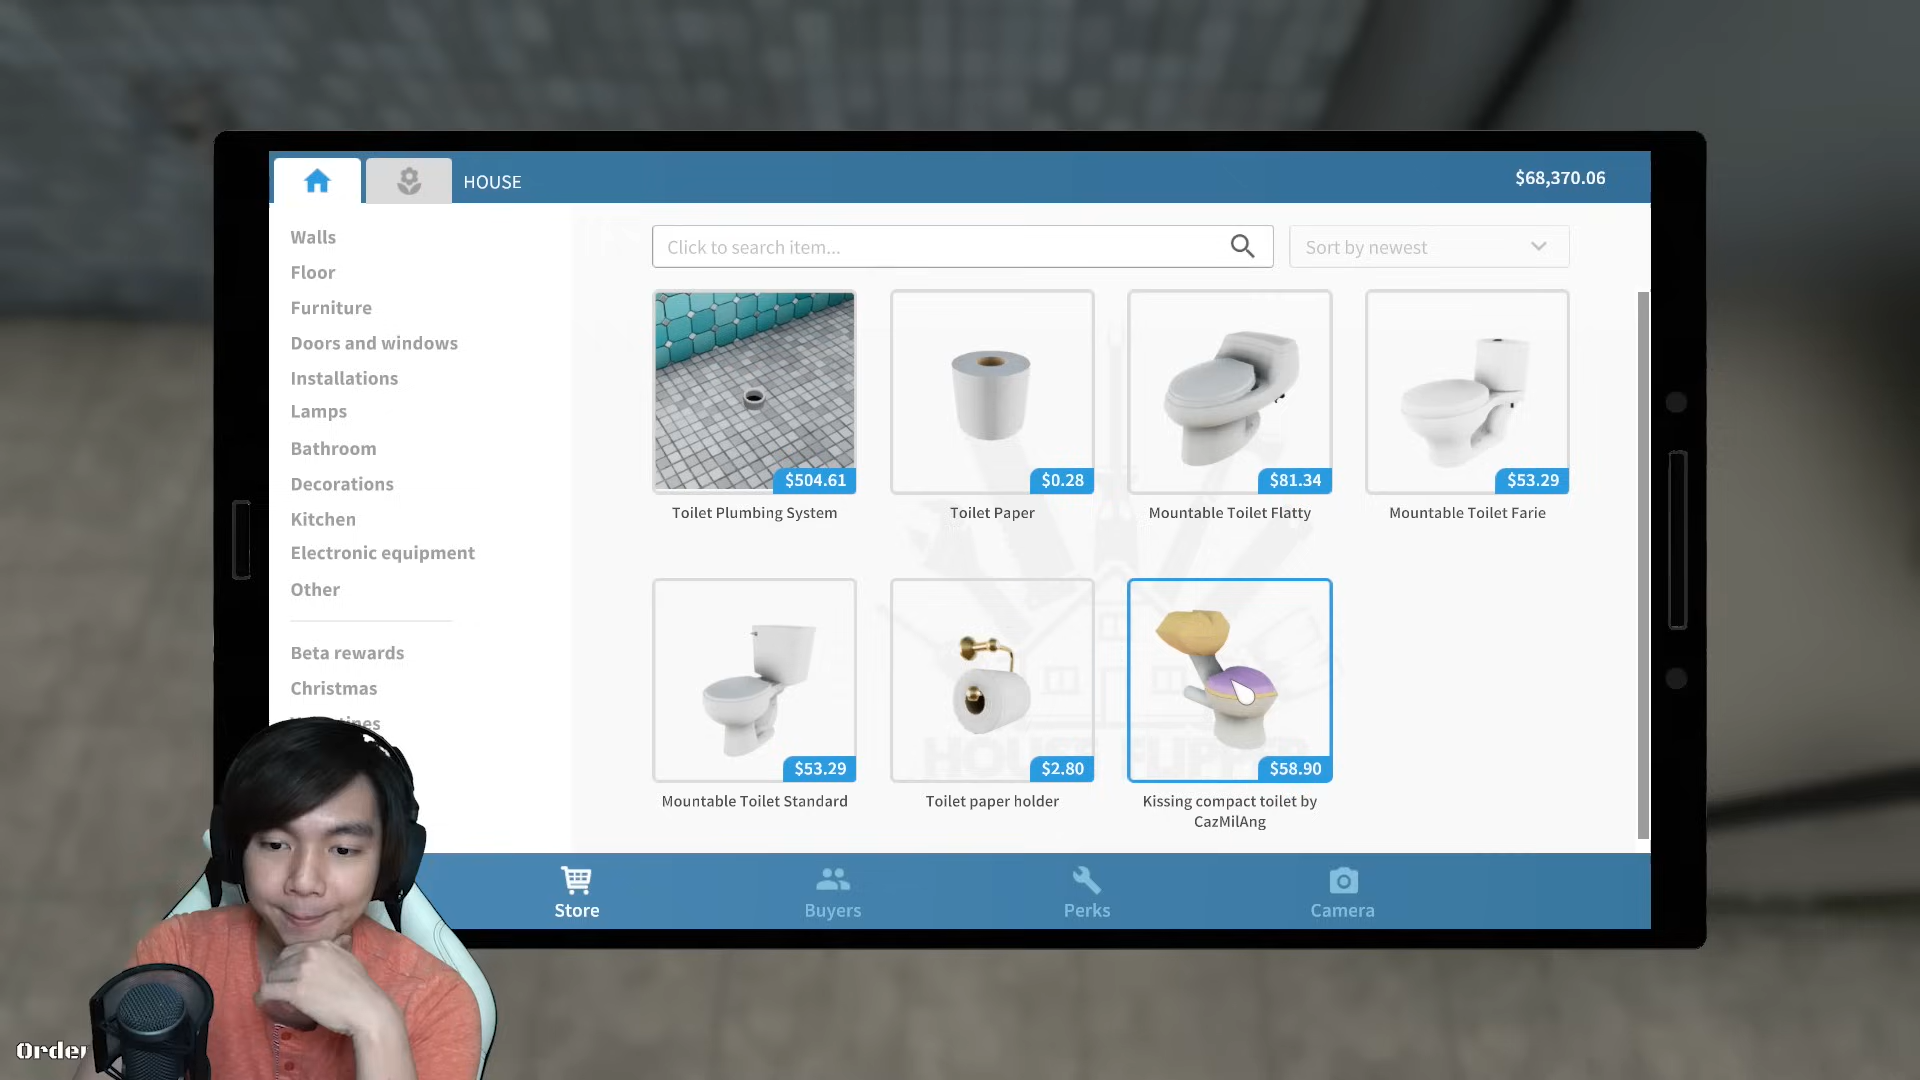 HOUSE
$68,370.06
Walls
Floor
Furniture
Doors and windows
Installations
Lamps
Bathroom
Decorations
Kitchen
Electronic equipment
Other
Beta rewards
Christmas
Click to search item...
Sort by newest
$504.61
Toilet Plumbing System
$0.28
Toilet Paper
$81.34
Mountable Toilet Flatty
$53.29
Mountable Toilet Farie
$53.29
Mountable Toilet Standard
$2.80
Toilet paper holder
$58.90
Kissing compact toilet by
CazMilAng
HOUSE FLIPPER
Store
Buyers
Perks
Camera
Order